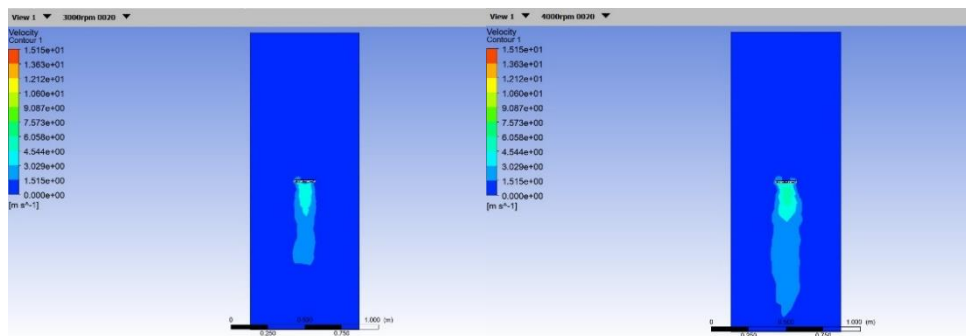 View 1 3000rpm 0020
Velocity
Contour 1
1.515e+01
1.363e+01
1.212e+01
1.060e+01
9.087e+00
7.573e+00
6.058e+00
4.544e+00
3.029e+00
1.515e+00
0.000e+00
[m s^-1]
1.000 (m)
0.250
0.750
View 1 4000rpm 0020
Velocity
Contour 1
1.515e+01
1.363e+01
1.212e+01
1.060e+01
9.087e+00
7.573e+00
6.058e+00
4.544e+00
3.029e+00
1.515e+00
0.000e+00
[m s^-1]
1.000 (m)
0.250
0.750